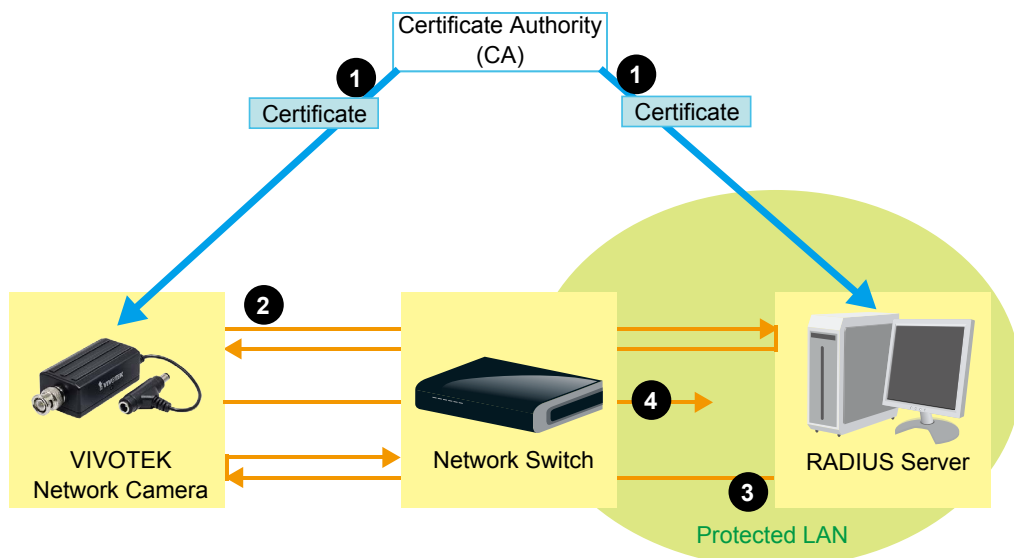 Certificate Authority
(CA)
1
1
Certificate
Certificate
2
VIVOTEK
4
VIVOTEK
Network Camera
Network Switch
RADIUS Server
3
Protected LAN